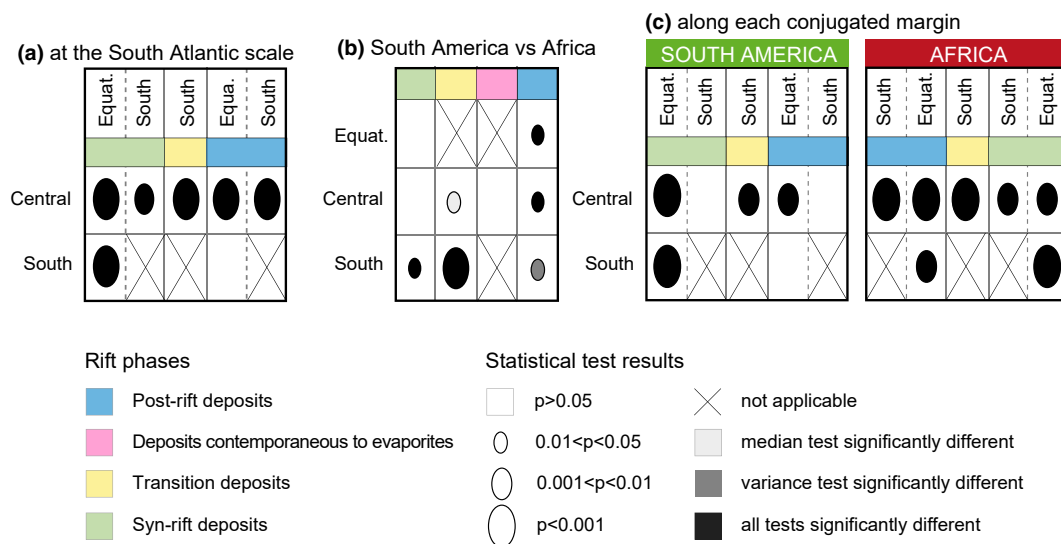 (a) at the South Atlantic scale
Equat.
South
South
Equa.
South
Central
South
(b) South America vs Africa
Equat.
Central
South
(c) along each conjugated margin
SOUTH AMERICA
AFRICA
Equat.
South
South
Equat.
South
South
Equat.
South
South
Equat.
Central
South
Rift phases
Post-rift deposits
Deposits contemporaneous to evaporites
Transition deposits
Syn-rift deposits
Statistical test results
p>0.05
0.01<p<0.05
0.001<p<0.01
p<0.001
not applicable
median test significantly different
variance test significantly different
all tests significantly different